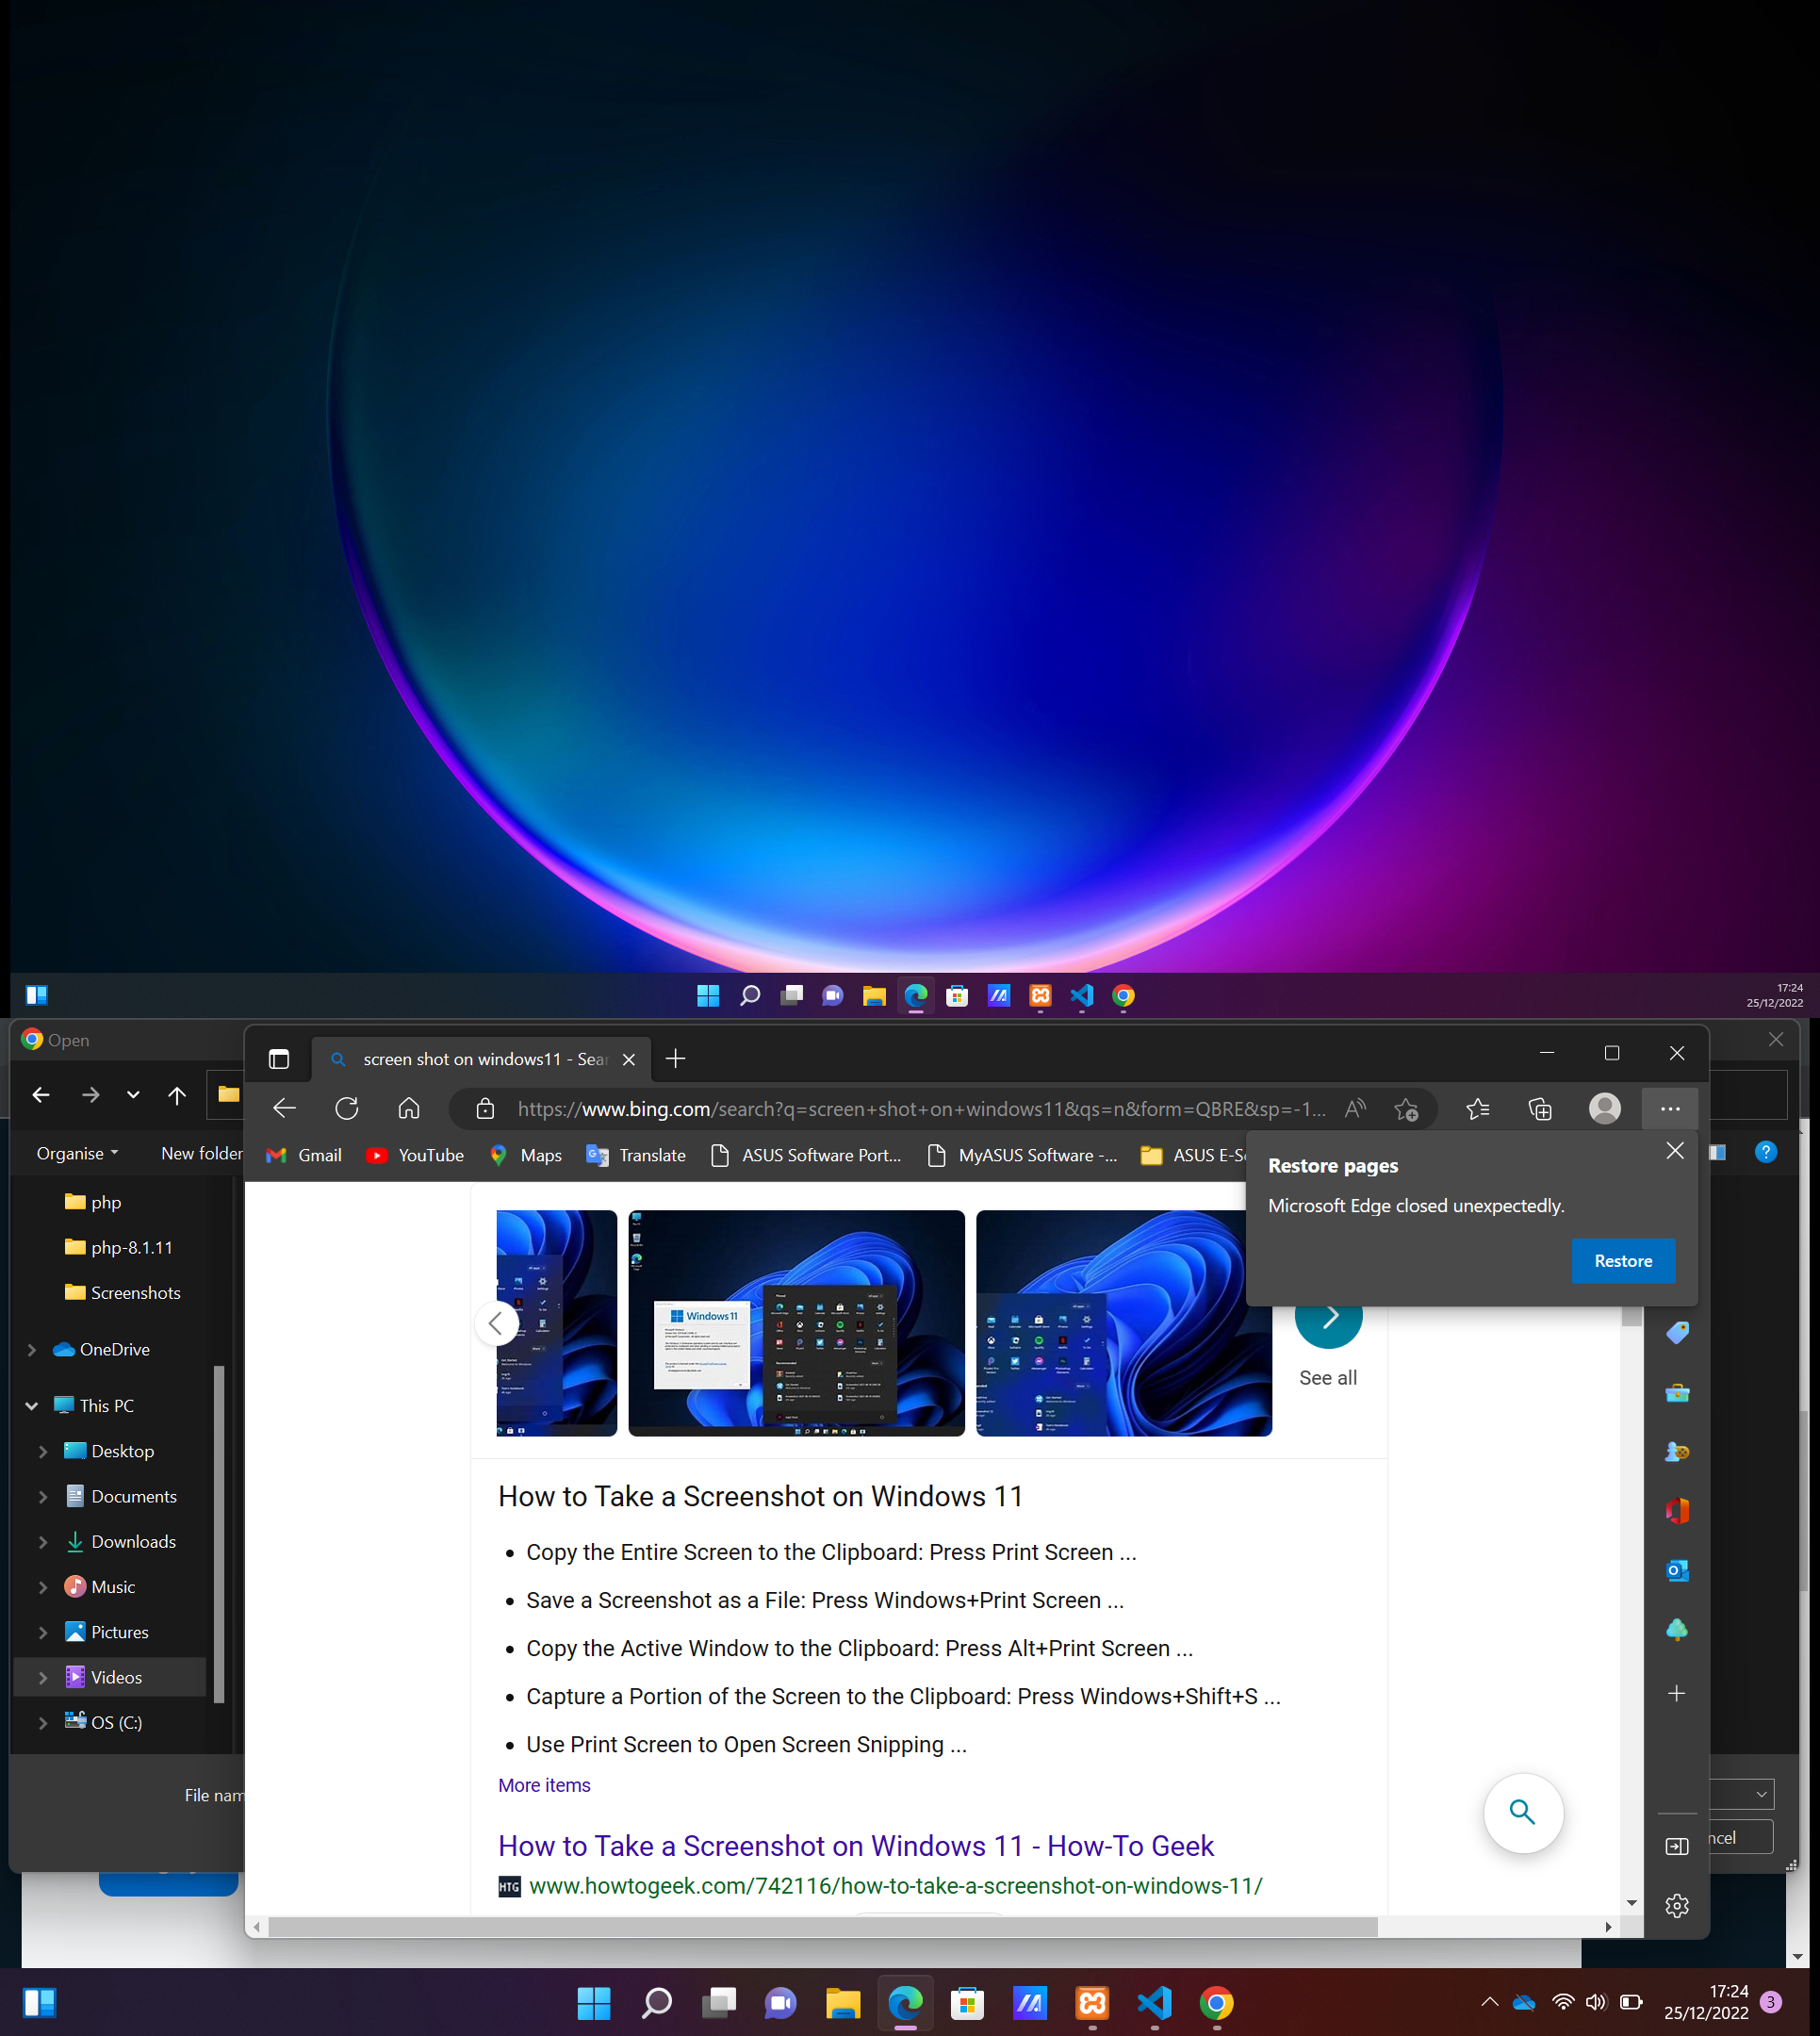 17:24
25/12/2022
Open
screen shot on windows11 - Sear
https://www.bing.com/search?q=screen+shot+on+windows11&qs=n&form=QBRE&sp=-1...
Organise
New folder
Gmail
YouTube
Maps
Translate
ASUS Software Port...
MyASUS Software -...
ASUS E-Se
Restore pages
Microsoft Edge closed unexpectedly.
Restore
php
php-8.1.11
Screenshots
OneDrive
This PC
Desktop
Documents
Downloads
Music
Pictures
Videos
OS (C:)
File nam
Windows 11
See all
How to Take a Screenshot on Windows 11
• Copy the Entire Screen to the Clipboard: Press Print Screen ...
• Save a Screenshot as a File: Press Windows+Print Screen ...
• Copy the Active Window to the Clipboard: Press Alt+Print Screen ...
• Capture a Portion of the Screen to the Clipboard: Press Windows+Shift+S ...
• Use Print Screen to Open Screen Snipping ...
More items
How to Take a Screenshot on Windows 11 - How-To Geek
HTG www.howtogeek.com/742116/how-to-take-a-screenshot-on-windows-11/
ncel
17:24
25/12/2022
3